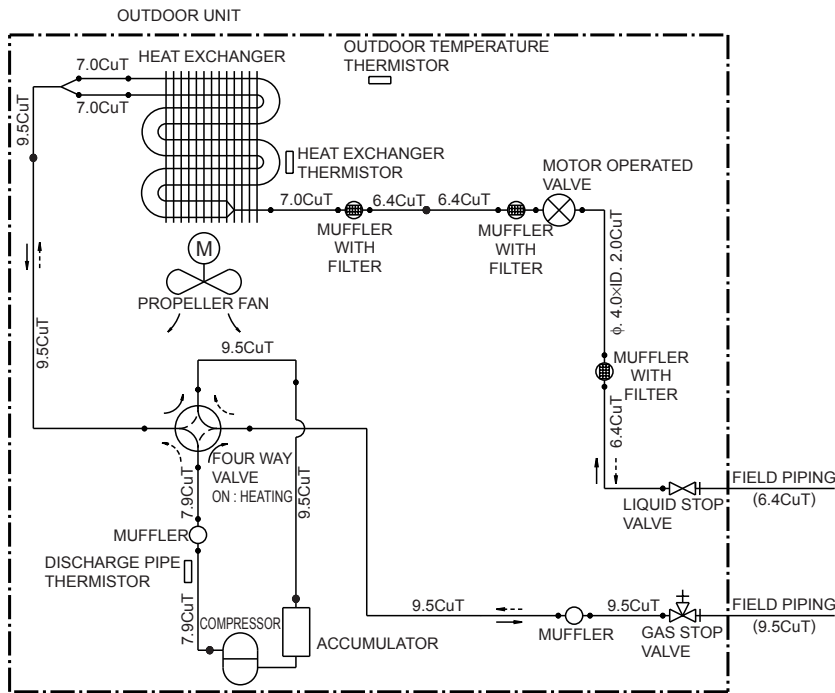 OUTDOOR UNIT
HEAT EXCHANGER
OUTDOOR TEMPERATURE
THERMISTOR
7.0CuT
7.0CuT
9.5CuT
HEAT EXCHANGER
THERMISTOR
MOTOR OPERATED
VALVE
7.0CuT
6.4CuT
6.4CuT
MUFFLER
WITH
FILTER
MUFFLER
WITH
FILTER
M
PROPELLER FAN
φ. 4.0×ID. 2.0CuT
9.5CuT
9.5CuT
MUFFLER
WITH
FILTER
6.4CuT
FOUR WAY
VALVE
ON : HEATING
7.9CuT
9.5CuT
LIQUID STOP
VALVE
FIELD PIPING
(6.4CuT)
MUFFLER
DISCHARGE PIPE
THERMISTOR
7.9CuT
COMPRESSOR
ACCUMULATOR
9.5CuT
MUFFLER
9.5CuT
GAS STOP
VALVE
FIELD PIPING
(9.5CuT)